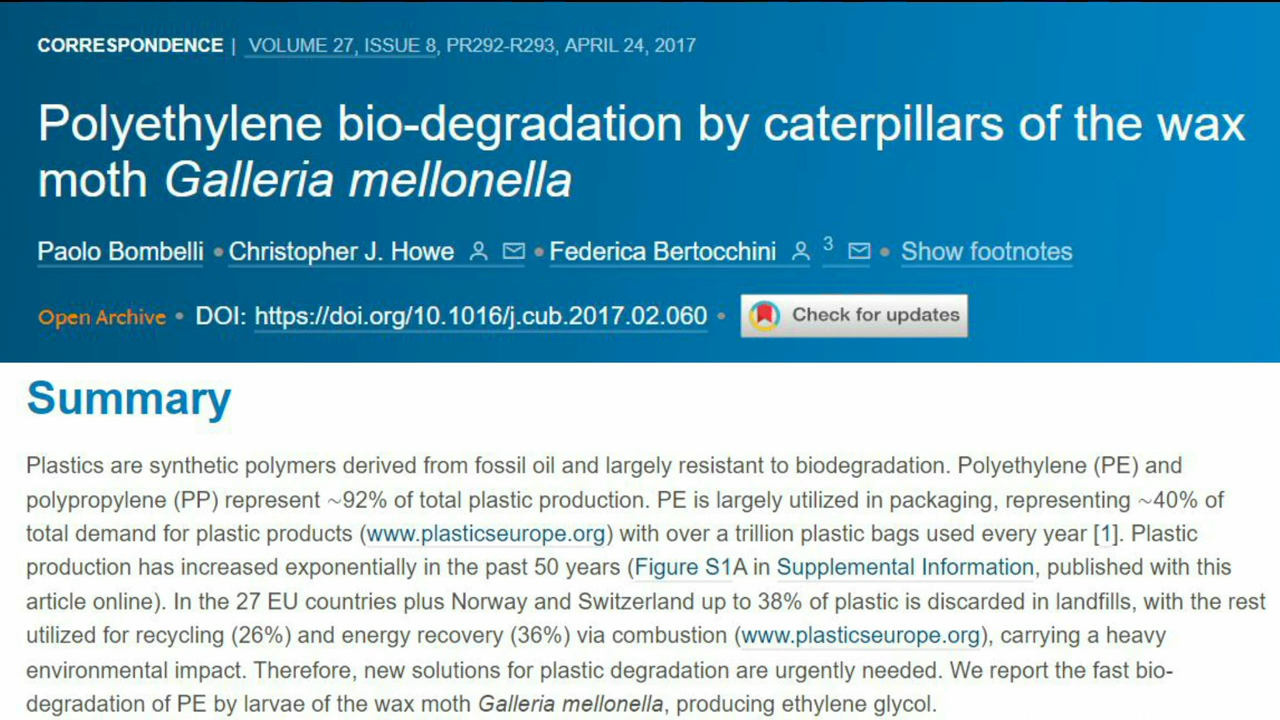 CORRESPONDENCE | VOLUME 27, ISSUE 8, PR292-R293, APRIL 24, 2017
Polyethylene bio-degradation by caterpillars of the wax
moth Galleria mellonella
Paolo Bombelli • Christopher J. Howe • Federica Bertocchini 3 • Show footnotes
Open Archive • DOI: https://doi.org/10.1016/j.cub.2017.02.060 • Check for updates
Summary
Plastics are synthetic polymers derived from fossil oil and largely resistant to biodegradation. Polyethylene (PE) and
polypropylene (PP) represent ~92% of total plastic production. PE is largely utilized in packaging, representing ~40% of
total demand for plastic products (www.plasticseurope.org) with over a trillion plastic bags used every year [1]. Plastic
production has increased exponentially in the past 50 years (Figure S1A in Supplemental Information, published with this
article online). In the 27 EU countries plus Norway and Switzerland up to 38% of plastic is discarded in landfills, with the rest
utilized for recycling (26%) and energy recovery (36%) via combustion (www.plasticseurope.org), carrying a heavy
environmental impact. Therefore, new solutions for plastic degradation are urgently needed. We report the fast bio-
degradation of PE by larvae of the wax moth Galleria mellonella, producing ethylene glycol.